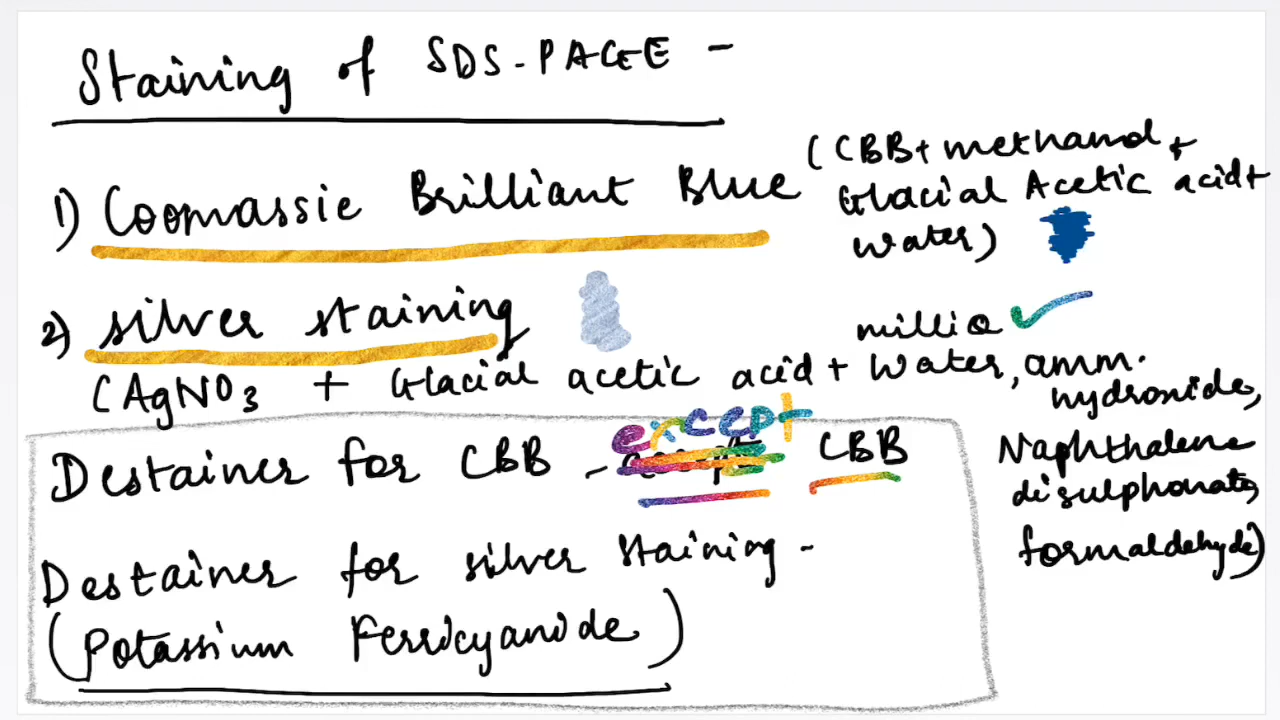 Staining of SDS-PAGE -
1) Coomassie Brilliant Blue
(CBB + methanol +
Glacial Acetic acid +
water)
2) silver staining
milliQ
(AgNO3 + Glacial acetic acid + Water, amm.
hydroxide,
Naphthalene
disulphonate,
formaldehyde)
Destainer for CBB - except CBB
Destainer for silver staining -
(Potassium Ferricyanide)